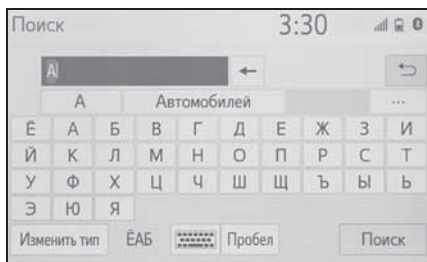 Поиск 3:30
А
А Автомобилей ...
Ё А Б В Г Д Е Ж З И
Й К Л М Н О П Р С Т
У Ф Х Ц Ч Ш Щ Ъ Ы Ь
Э Ю Я
Изменить тип ЁАБ Пробел Поиск